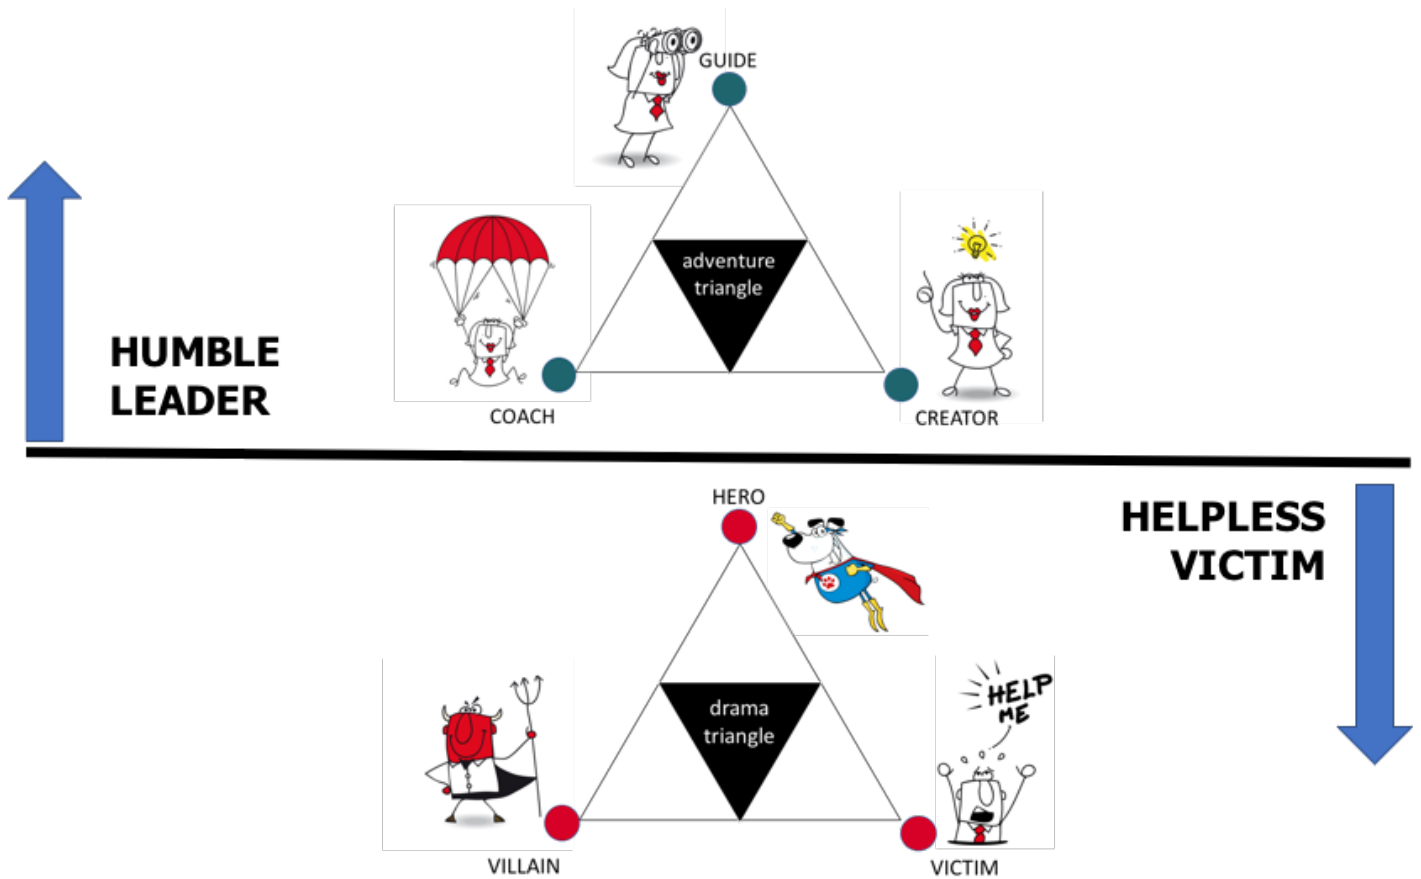 GUIDE
adventure
triangle
HUMBLE
LEADER
COACH
CREATOR
HERO
HELPLESS
VICTIM
HELP
ME
drama
triangle
VILLAIN
VICTIM